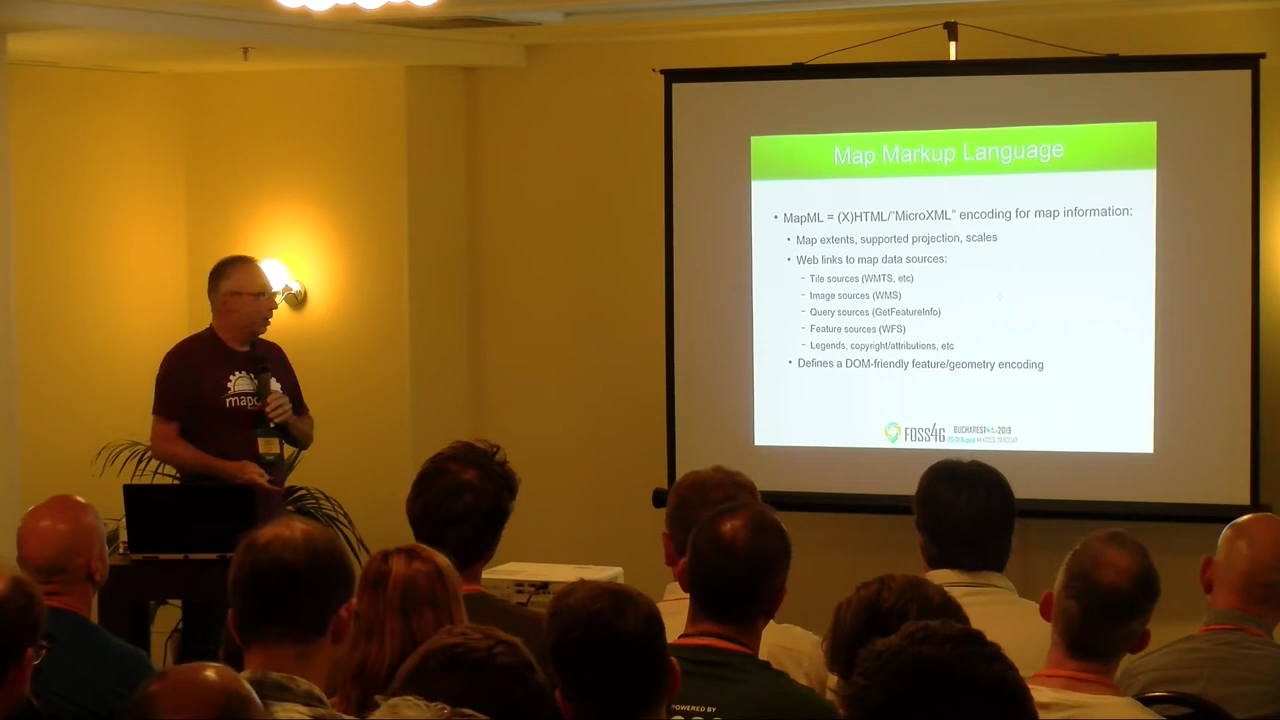 Map Markup Language
• MapML = (X)HTML/"MicroXML" encoding for map information:
• Map extents, supported projection, scales
• Web links to map data sources:
- Tile sources (WMTS, etc)
- Image sources (WMS)
- Query sources (GetFeatureInfo)
- Feature sources (WFS)
- Legends, copyright/attributions, etc
• Defines a DOM-friendly feature/geometry encoding
FOSS4G BUCHAREST 2019
POWERED BY